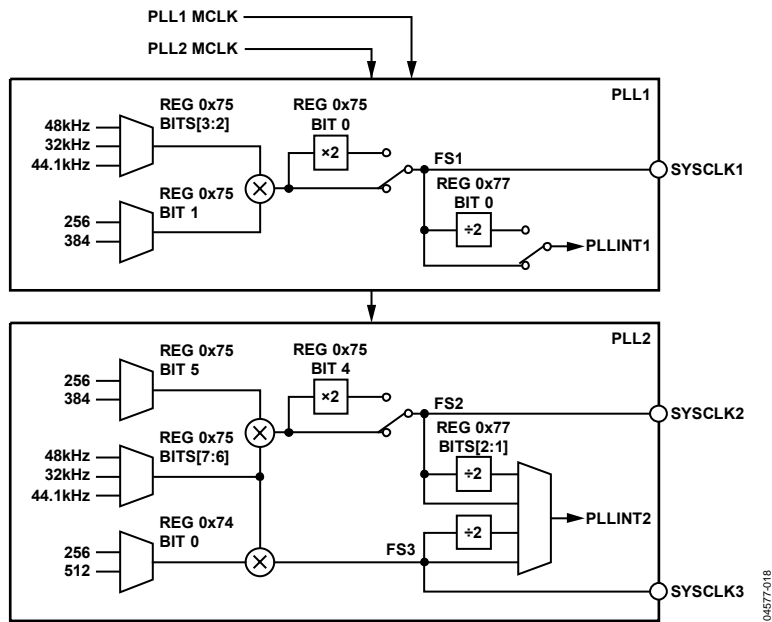 PLL1 MCLK
PLL2 MCLK
PLL1
48kHz
32kHz
44.1kHz
REG 0x75
BITS[3:2]
REG 0x75
BIT 0
×2
256
384
REG 0x75
BIT 1
×
FS1
SYSCLK1
REG 0x77
BIT 0
÷2
PLLINT1
PLL2
256
384
REG 0x75
BIT 5
REG 0x75
BIT 4
×2
×
FS2
SYSCLK2
48kHz
32kHz
44.1kHz
REG 0x75
BITS[7:6]
REG 0x77
BITS[2:1]
÷2
PLLINT2
256
512
REG 0x74
BIT 0
×
FS3
÷2
SYSCLK3
04577-018